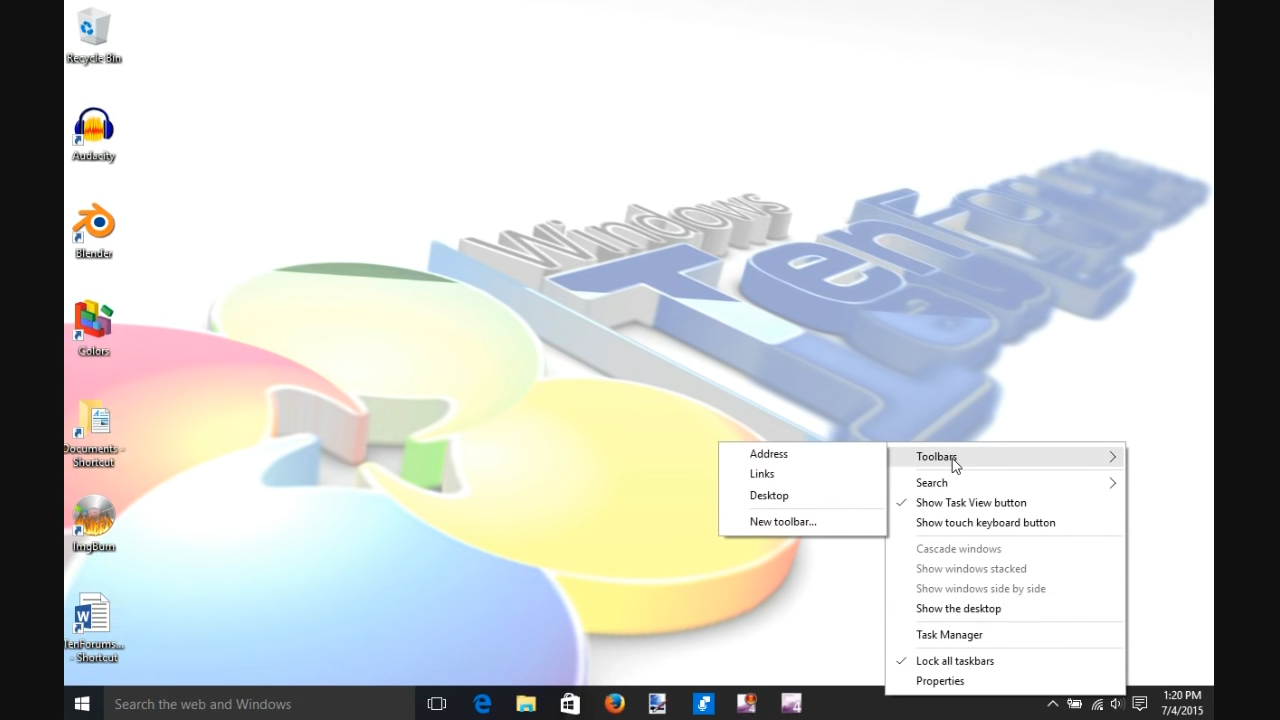 Recycle Bin
Audacity
Blender
Colors
Documents -
Shortcut
ImgBurn
TenForums...
- Shortcut
Windows
TenForums
Address
Links
Desktop
New toolbar...
Toolbars
Search
Show Task View button
Show touch keyboard button
Cascade windows
Show windows stacked
Show windows side by side
Show the desktop
Task Manager
Lock all taskbars
Properties
Search the web and Windows
1:20 PM
7/4/2015